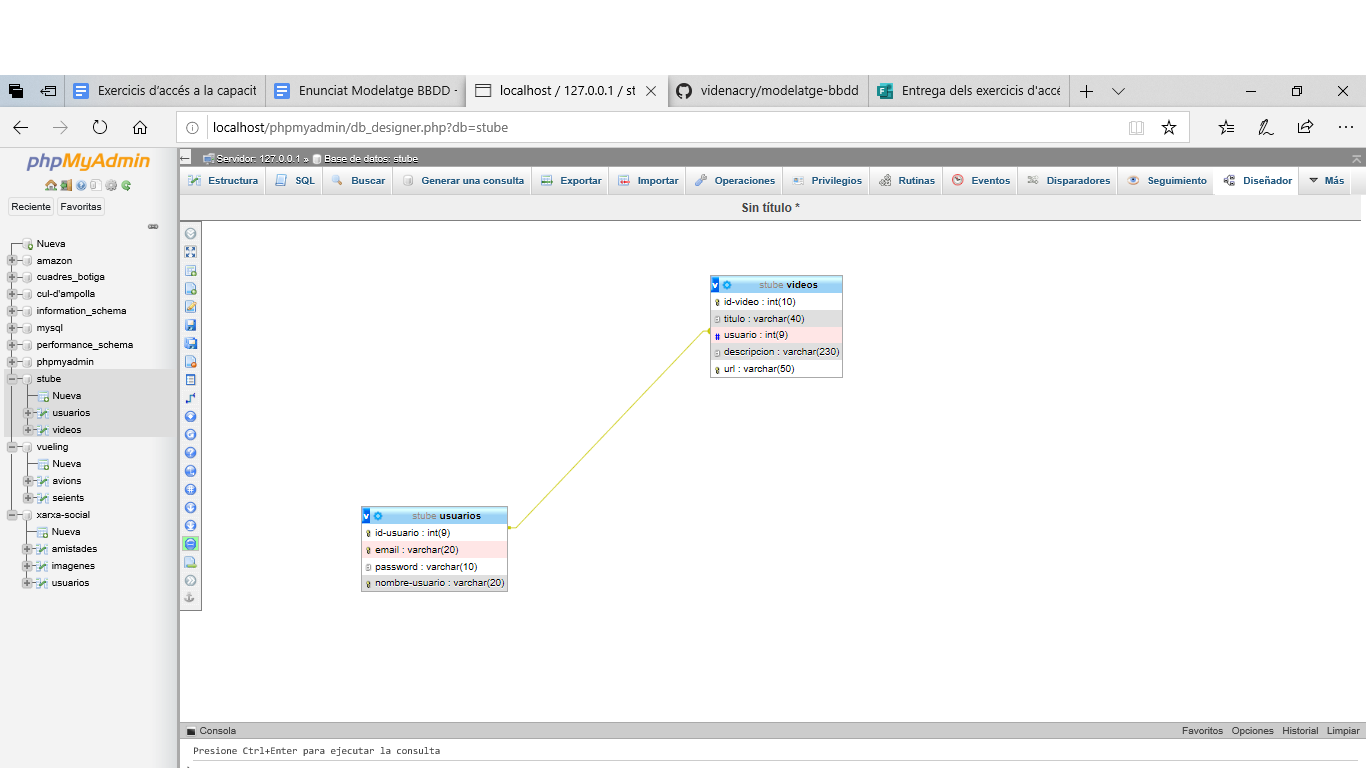 Exercicis d'accés a la capacit
Enunciat Modelatge BBDD -
localhost / 127.0.0.1 / st
videnacry/modelatge-bbdd
Entrega dels exercicis d'accé
localhost/phpmyadmin/db_designer.php?db=stube
phpMyAdmin
Reciente Favoritas
Nueva
amazon
cuadres_botiga
cul-d'ampolla
information_schema
mysql
performance_schema
phpmyadmin
stube
Nueva
usuarios
videos
vueling
Nueva
avions
seients
xarxa-social
Nueva
amistades
imagenes
usuarios
Servidor: 127.0.0.1 » Base de datos: stube
Estructura SQL Buscar Generar una consulta Exportar Importar Operaciones Privilegios Rutinas Eventos Disparadores Seguimiento Diseñador Más
Sin título *
v stube videos
id-video : int(10)
titulo : varchar(40)
# usuario : int(9)
descripcion : varchar(230)
url : varchar(50)
v stube usuarios
id-usuario : int(9)
email : varchar(20)
password : varchar(10)
nombre-usuario : varchar(20)
Consola
Favoritos Opciones Historial Limpiar
Presione Ctrl+Enter para ejecutar la consulta